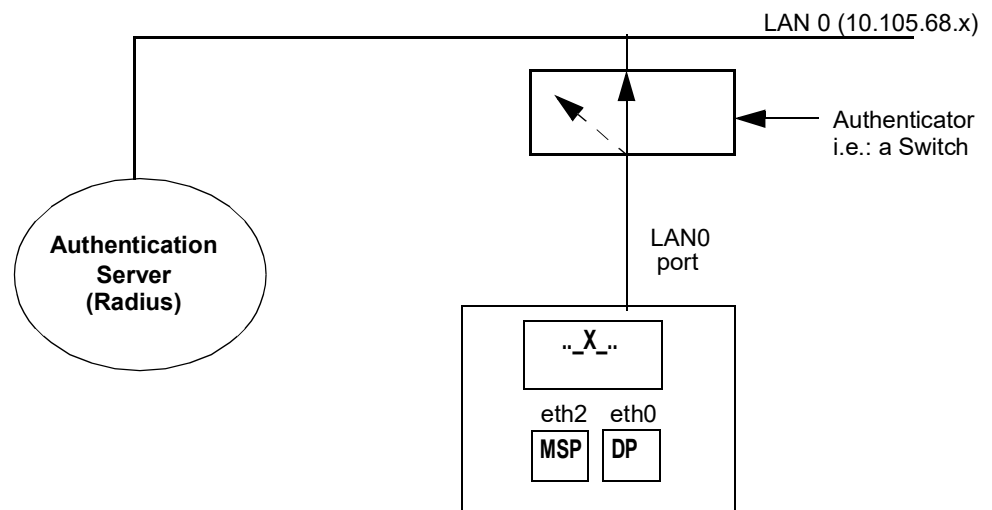 LAN 0 (10.105.68.x)
Authenticator
i.e.: a Switch
Authentication
Server
(Radius)
LAN0
port
.._X_..
eth2 eth0
MSP DP